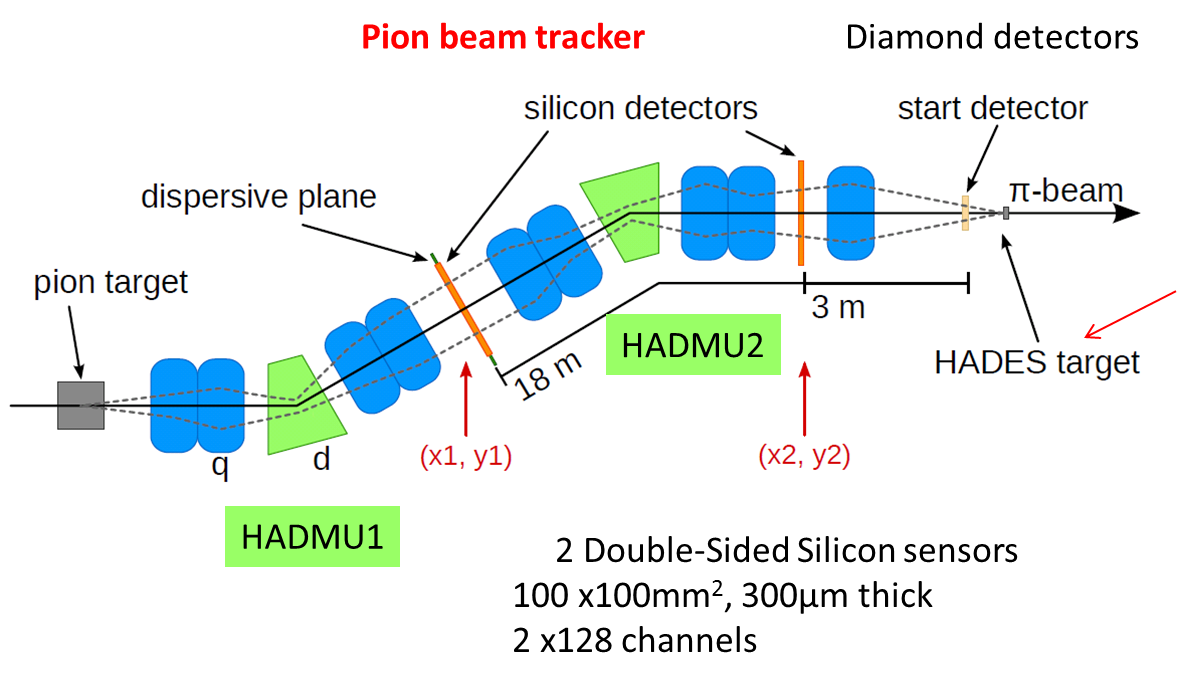 Pion beam tracker
Diamond detectors
silicon detectors
start detector
dispersive plane
π-beam
pion target
3 m
HADMU2
HADES target
18 m
(x1, y1)
(x2, y2)
q
d
HADMU1
2 Double-Sided Silicon sensors
100 x100mm², 300µm thick
2 x128 channels